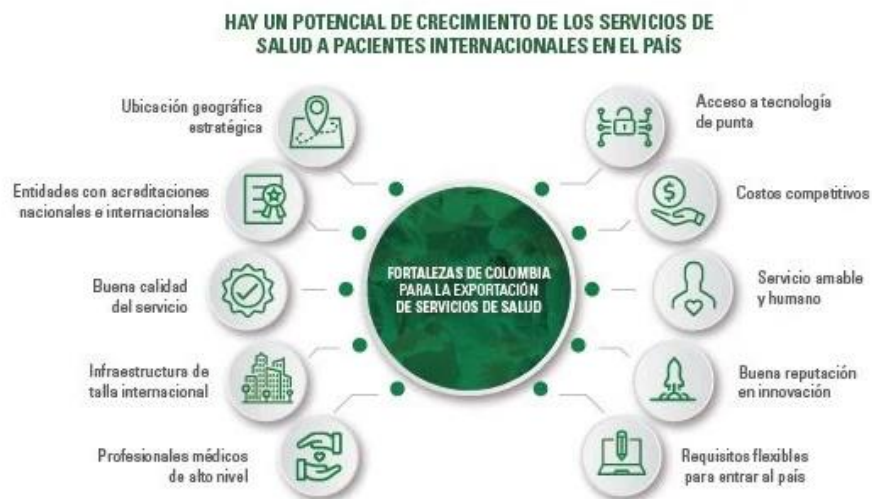 HAY UN POTENCIAL DE CRECIMIENTO DE LOS SERVICIOS DE
SALUD A PACIENTES INTERNACIONALES EN EL PAÍS
Ubicación geográfica
estratégica
Entidades con acreditaciones
nacionales e internacionales
Buena calidad
del servicio
Infraestructura de
talla internacional
Profesionales médicos
de alto nivel
FORTALEZAS DE COLOMBIA
PARA LA EXPORTACIÓN
DE SERVICIOS DE SALUD
Acceso a tecnología
de punta
Costos competitivos
Servicio amable
y humano
Buena reputación
en innovación
Requisitos flexibles
para entrar al país